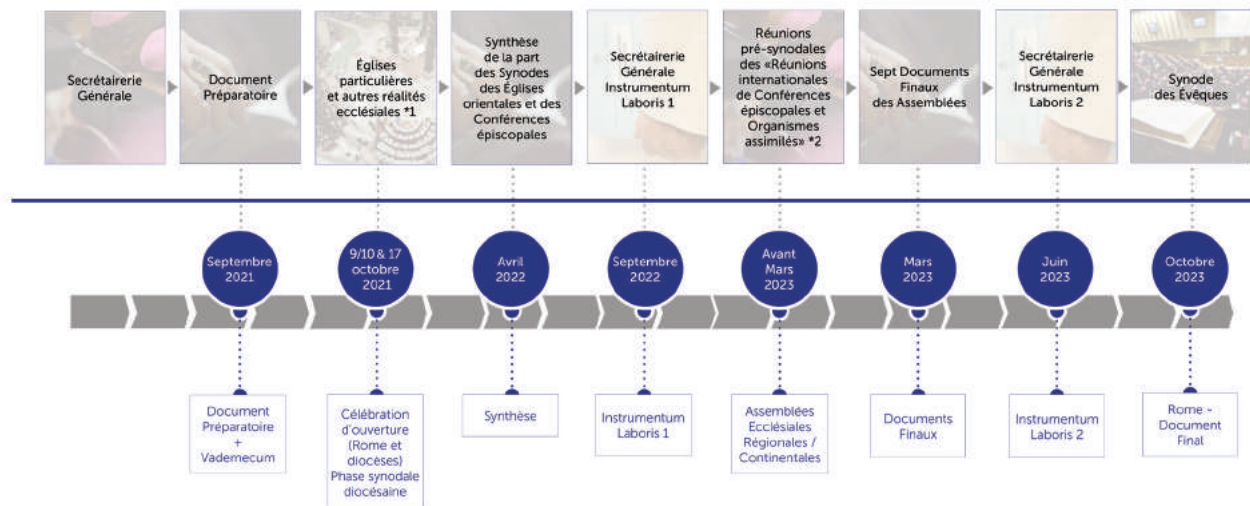 Secrétairerie
Générale
Document
Préparatoire
Églises
particulières
et autres réalités
ecclésiales *1
Synthèse
de la part
des Synodes
des Églises
orientales et des
Conférences
épiscopales
Secrétairerie
Générale
Instrumentum
Laboris 1
Réunions
pré-synodales
des «Réunions
internationales
de Conférences
épiscopales et
Organismes
assimilés» *2
Sept Documents
Finaux
des Assemblées
Secrétairerie
Générale
Instrumentum
Laboris 2
Synode
des Évêques
Septembre
2021
9/10 & 17
octobre
2021
Avril
2022
Septembre
2022
Avant
Mars
2023
Mars
2023
Juin
2023
Octobre
2023
Document
Préparatoire
+
Vademecum
Célébration
d'ouverture
(Rome et
diocèses)
Phase synodale
diocésaine
Synthèse
Instrumentum
Laboris 1
Assemblées
Ecclésiales
Régionales /
Continentales
Documents
Finaux
Instrumentum
Laboris 2
Rome -
Document
Final